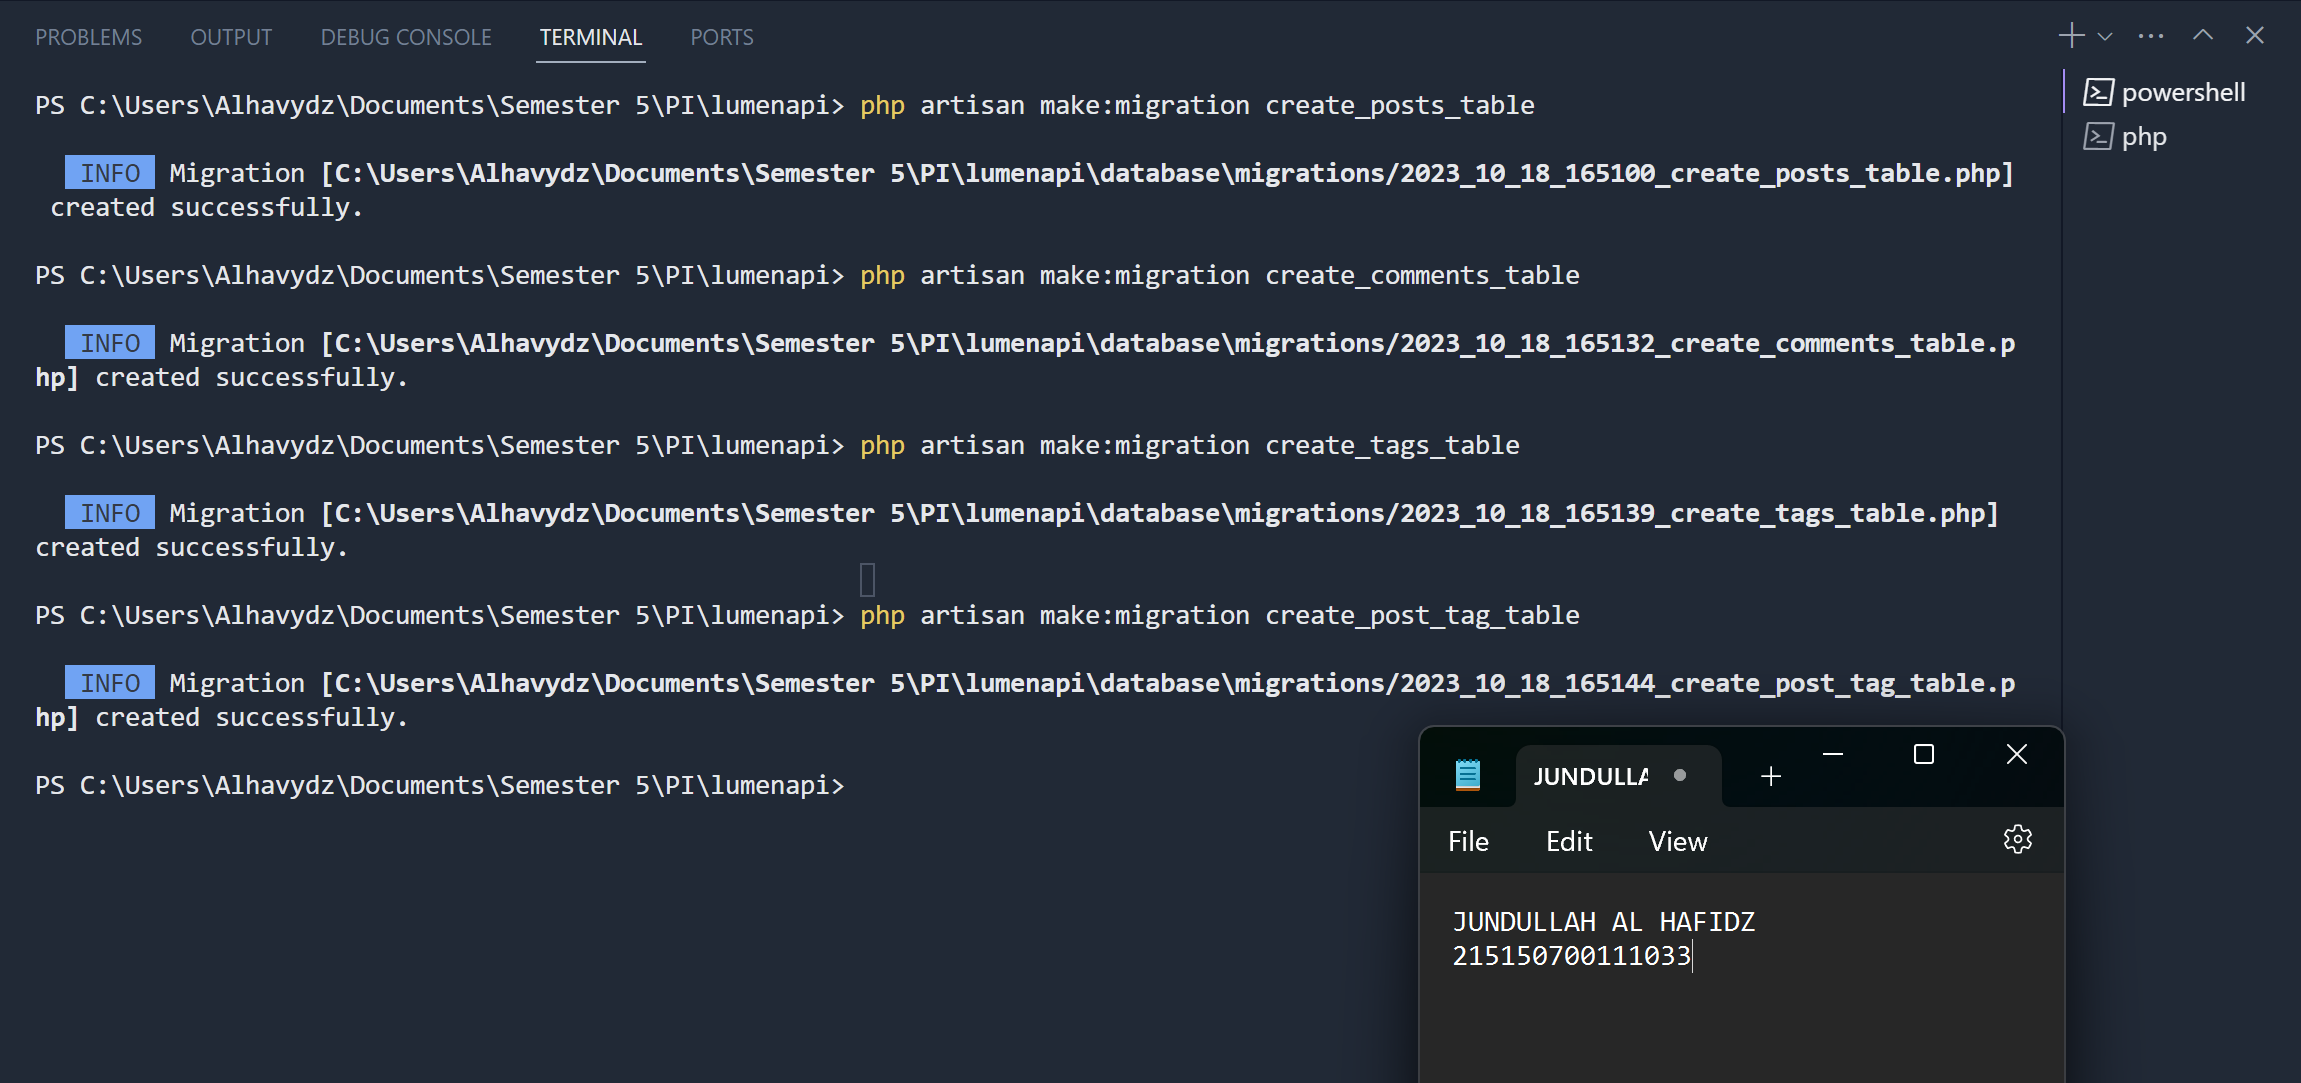 PROBLEMS OUTPUT DEBUG CONSOLE TERMINAL PORTS
PS C:\Users\Alhavydz\Documents\Semester 5\PI\lumenapi> php artisan make:migration create_posts_table
INFO Migration [C:\Users\Alhavydz\Documents\Semester 5\PI\lumenapi\database\migrations/2023_10_18_165100_create_posts_table.php]
created successfully.
PS C:\Users\Alhavydz\Documents\Semester 5\PI\lumenapi> php artisan make:migration create_comments_table
INFO Migration [C:\Users\Alhavydz\Documents\Semester 5\PI\lumenapi\database\migrations/2023_10_18_165132_create_comments_table.p
hp] created successfully.
PS C:\Users\Alhavydz\Documents\Semester 5\PI\lumenapi> php artisan make:migration create_tags_table
INFO Migration [C:\Users\Alhavydz\Documents\Semester 5\PI\lumenapi\database\migrations/2023_10_18_165139_create_tags_table.php]
created successfully.
PS C:\Users\Alhavydz\Documents\Semester 5\PI\lumenapi> php artisan make:migration create_post_tag_table
INFO Migration [C:\Users\Alhavydz\Documents\Semester 5\PI\lumenapi\database\migrations/2023_10_18_165144_create_post_tag_table.p
hp] created successfully.
PS C:\Users\Alhavydz\Documents\Semester 5\PI\lumenapi>
powershell
php
JUNDULLA
File Edit View
JUNDULLAH AL HAFIDZ
215150700111033